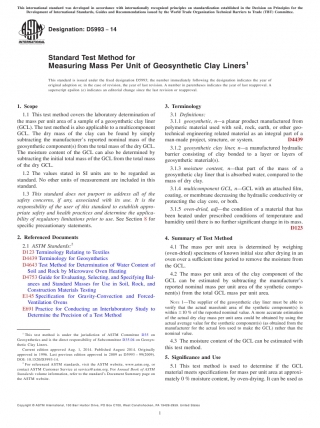 This international standard was developed in accordance with internationally recognized principles on standardization established in the Decision on Principles for the
Development of International Standards, Guides and Recommendations issued by the World Trade Organization Technical Barriers to Trade (TBT) Committee.
Designation: D5993 − 14
INTERNATIONAL
Standard Test Method for
Measuring Mass Per Unit of Geosynthetic Clay Liners1
This standard is issued under the fixed designation D5993; the number immediately following the designation indicates the year of
original adoption or, in the case of revision, the year of last revision. A number in parentheses indicates the year of last reapproval. A
superscript epsilon (ε) indicates an editorial change since the last revision or reapproval.
1. Scope
1.1 This test method covers the laboratory determination of
the mass per unit area of a sample of a geosynthetic clay liner
(GCL). The test method is also applicable to a multicomponent
GCL. The dry mass of the clay can be found by simply
subtracting the manufacturer's reported nominal mass of the
geosynthetic component(s) from the total mass of the dry GCL.
The moisture content of the GCL can also be determined by
subtracting the initial total mass of the GCL from the total mass
of the dry GCL.
1.2 The values stated in SI units are to be regarded as
standard. No other units of measurement are included in this
standard.
1.3 This standard does not purport to address all of the
safety concerns, if any, associated with its use. It is the
responsibility of the user of this standard to establish appro-
priate safety and health practices and determine the applica-
bility of regulatory limitations prior to use. See Section 8 for
specific precautionary statements.
2. Referenced Documents
2.1 ASTM Standards:2
D123 Terminology Relating to Textiles
D4439 Terminology for Geosynthetics
D4643 Test Method for Determination of Water Content of
Soil and Rock by Microwave Oven Heating
D4753 Guide for Evaluating, Selecting, and Specifying Bal-
ances and Standard Masses for Use in Soil, Rock, and
Construction Materials Testing
E145 Specification for Gravity-Convection and Forced-
Ventilation Ovens
E691 Practice for Conducting an Interlaboratory Study to
Determine the Precision of a Test Method
1 This test method is under the jurisdiction of ASTM Committee D35 on
Geosynthetics and is the direct responsibility of Subcommittee D35.04 on Geosyn-
thetic Clay Liners.
2 For referenced ASTM standards, visit the ASTM website, www.astm.org, or
contact ASTM Customer Service at service@astm.org. For Annual Book of ASTM
Standards volume information, refer to the standard's Document Summary page on
the ASTM website.
3. Terminology
3.1 Definitions:
3.1.1 geosynthetic, n—a planar product manufactured from
polymeric material used with soil, rock, earth, or other geo-
technical engineering related material as an integral part of a
man made project, structure, or system. D4439
3.1.2 geosynthetic clay liner, n—a manufactured hydraulic
barrier consisting of clay bonded to a layer or layers of
geosynthetic material(s).
3.1.3 moisture content, n—that part of the mass of a
geosynthetic clay liner that is absorbed water, compared to the
mass of dry clay.
3.1.4 multicomponent GCL, n—GCL with an attached film,
coating, or membrane decreasing the hydraulic conductivity or
protecting the clay core, or both.
3.1.5 oven-dried, adj—the condition of a material that has
been heated under prescribed conditions of temperature and
humidity until there is no further significant change in its mass.
D123
4. Summary of Test Method
4.1 The mass per unit area is determined by weighing
(oven-dried) specimens of known initial size after drying in an
oven over a sufficient time period to remove the moisture from
the GCL.
4.2 The mass per unit area of the clay component of the
GCL can be estimated by subtracting the manufacturer's
reported nominal mass per unit area of the synthetic compo-
nent(s) from the total GCL mass per unit area.
NOTE 1—The supplier of the geosynthetic clay liner must be able to
verify that the actual maximum area of the synthetic component(s) is
within ± 10 % of the reported nominal value. A more accurate estimation
of the actual clay mass per unit area could be obtained by using the
actual average value for the synthetic component(s) as obtained from the
manufacturer for the actual lots used to make the GCL rather than the
nominal value.
4.3 The moisture content of the GCL can be estimated with
this test method.
5. Significance and Use
5.1 This test method is used to determine if the GCL
material meets specifications for mass per unit area at approxi-
mately 0 % moisture content, by oven-drying. It can be used as
1